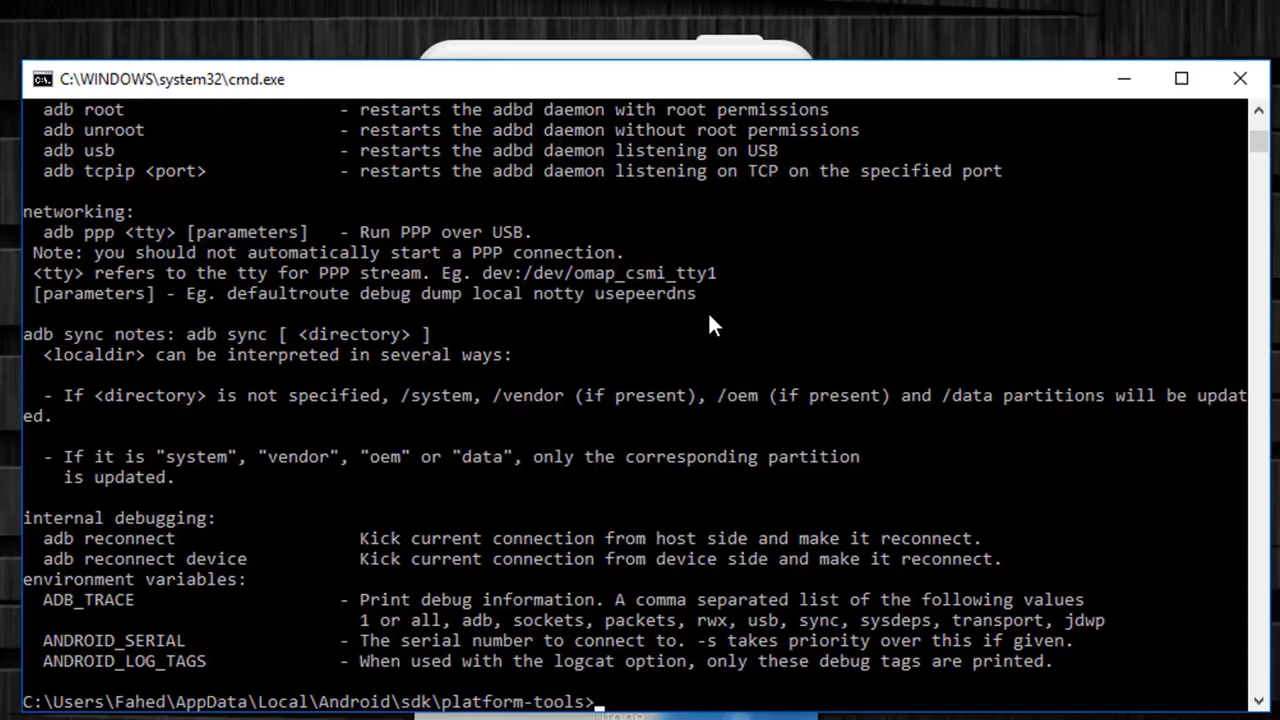 C:\WINDOWS\system32\cmd.exe
adb root - restarts the adbd daemon with root permissions
adb unroot - restarts the adbd daemon without root permissions
adb usb - restarts the adbd daemon listening on USB
adb tcpip <port> - restarts the adbd daemon listening on TCP on the specified port
networking:
adb ppp <tty> [parameters] - Run PPP over USB.
Note: you should not automatically start a PPP connection.
<tty> refers to the tty for PPP stream. Eg. dev:/dev/omap_csmi_tty1
[parameters] - Eg. defaultroute debug dump local notty usepeerdns
adb sync notes: adb sync [ <directory> ]
<localdir> can be interpreted in several ways:
- If <directory> is not specified, /system, /vendor (if present), /oem (if present) and /data partitions will be updat
ed.
- If it is "system", "vendor", "oem" or "data", only the corresponding partition
is updated.
internal debugging:
adb reconnect Kick current connection from host side and make it reconnect.
adb reconnect device Kick current connection from device side and make it reconnect.
environment variables:
ADB_TRACE - Print debug information. A comma separated list of the following values
1 or all, adb, sockets, packets, rwx, usb, sync, sysdeps, transport, jdwp
ANDROID_SERIAL - The serial number to connect to. -s takes priority over this if given.
ANDROID_LOG_TAGS - When used with the logcat option, only these debug tags are printed.
C:\Users\Fahed\AppData\Local\Android\sdk\platform-tools>_